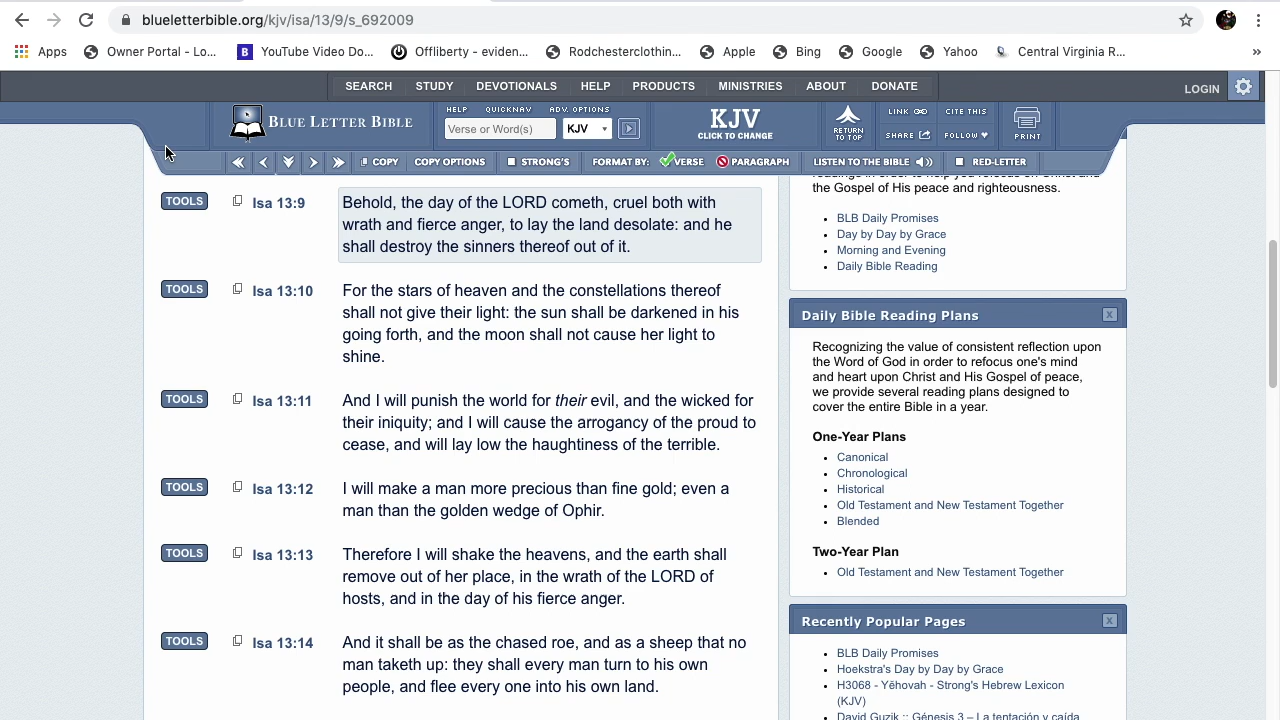 blueletterbible.org/kjv/isa/13/9/s_692009
Apps Owner Portal - Lo... YouTube Video Do... Offliberty - eviden... Rodchesterclothin... Apple Bing Google Yahoo Central Virginia R... »
SEARCH STUDY DEVOTIONALS HELP PRODUCTS MINISTRIES ABOUT DONATE LOGIN
BLUE LETTER BIBLE
HELP QUICKNAV ADV. OPTIONS
Verse or Word(s) KJV
KJV
CLICK TO CHANGE
RETURN
TO TOP
LINK CITE THIS
SHARE FOLLOW
PRINT
COPY COPY OPTIONS STRONG'S FORMAT BY: VERSE PARAGRAPH LISTEN TO THE BIBLE RED-LETTER
TOOLS Isa 13:9
Behold, the day of the LORD cometh, cruel both with
wrath and fierce anger, to lay the land desolate: and he
shall destroy the sinners thereof out of it.
TOOLS Isa 13:10
For the stars of heaven and the constellations thereof
shall not give their light: the sun shall be darkened in his
going forth, and the moon shall not cause her light to
shine.
TOOLS Isa 13:11
And I will punish the world for their evil, and the wicked for
their iniquity; and I will cause the arrogancy of the proud to
cease, and will lay low the haughtiness of the terrible.
TOOLS Isa 13:12
I will make a man more precious than fine gold; even a
man than the golden wedge of Ophir.
TOOLS Isa 13:13
Therefore I will shake the heavens, and the earth shall
remove out of her place, in the wrath of the LORD of
hosts, and in the day of his fierce anger.
TOOLS Isa 13:14
And it shall be as the chased roe, and as a sheep that no
man taketh up: they shall every man turn to his own
people, and flee every one into his own land.
readings in order to help you refocus on Christ and
the Gospel of His peace and righteousness.
BLB Daily Promises
Day by Day by Grace
Morning and Evening
Daily Bible Reading
Daily Bible Reading Plans x
Recognizing the value of consistent reflection upon
the Word of God in order to refocus one's mind
and heart upon Christ and His Gospel of peace,
we provide several reading plans designed to
cover the entire Bible in a year.
One-Year Plans
Canonical
Chronological
Historical
Old Testament and New Testament Together
Blended
Two-Year Plan
Old Testament and New Testament Together
Recently Popular Pages x
BLB Daily Promises
Hoekstra's Day by Day by Grace
H3068 - Yĕhovah - Strong's Hebrew Lexicon
(KJV)
David Guzik :: Génesis 3 – La tentación y caída